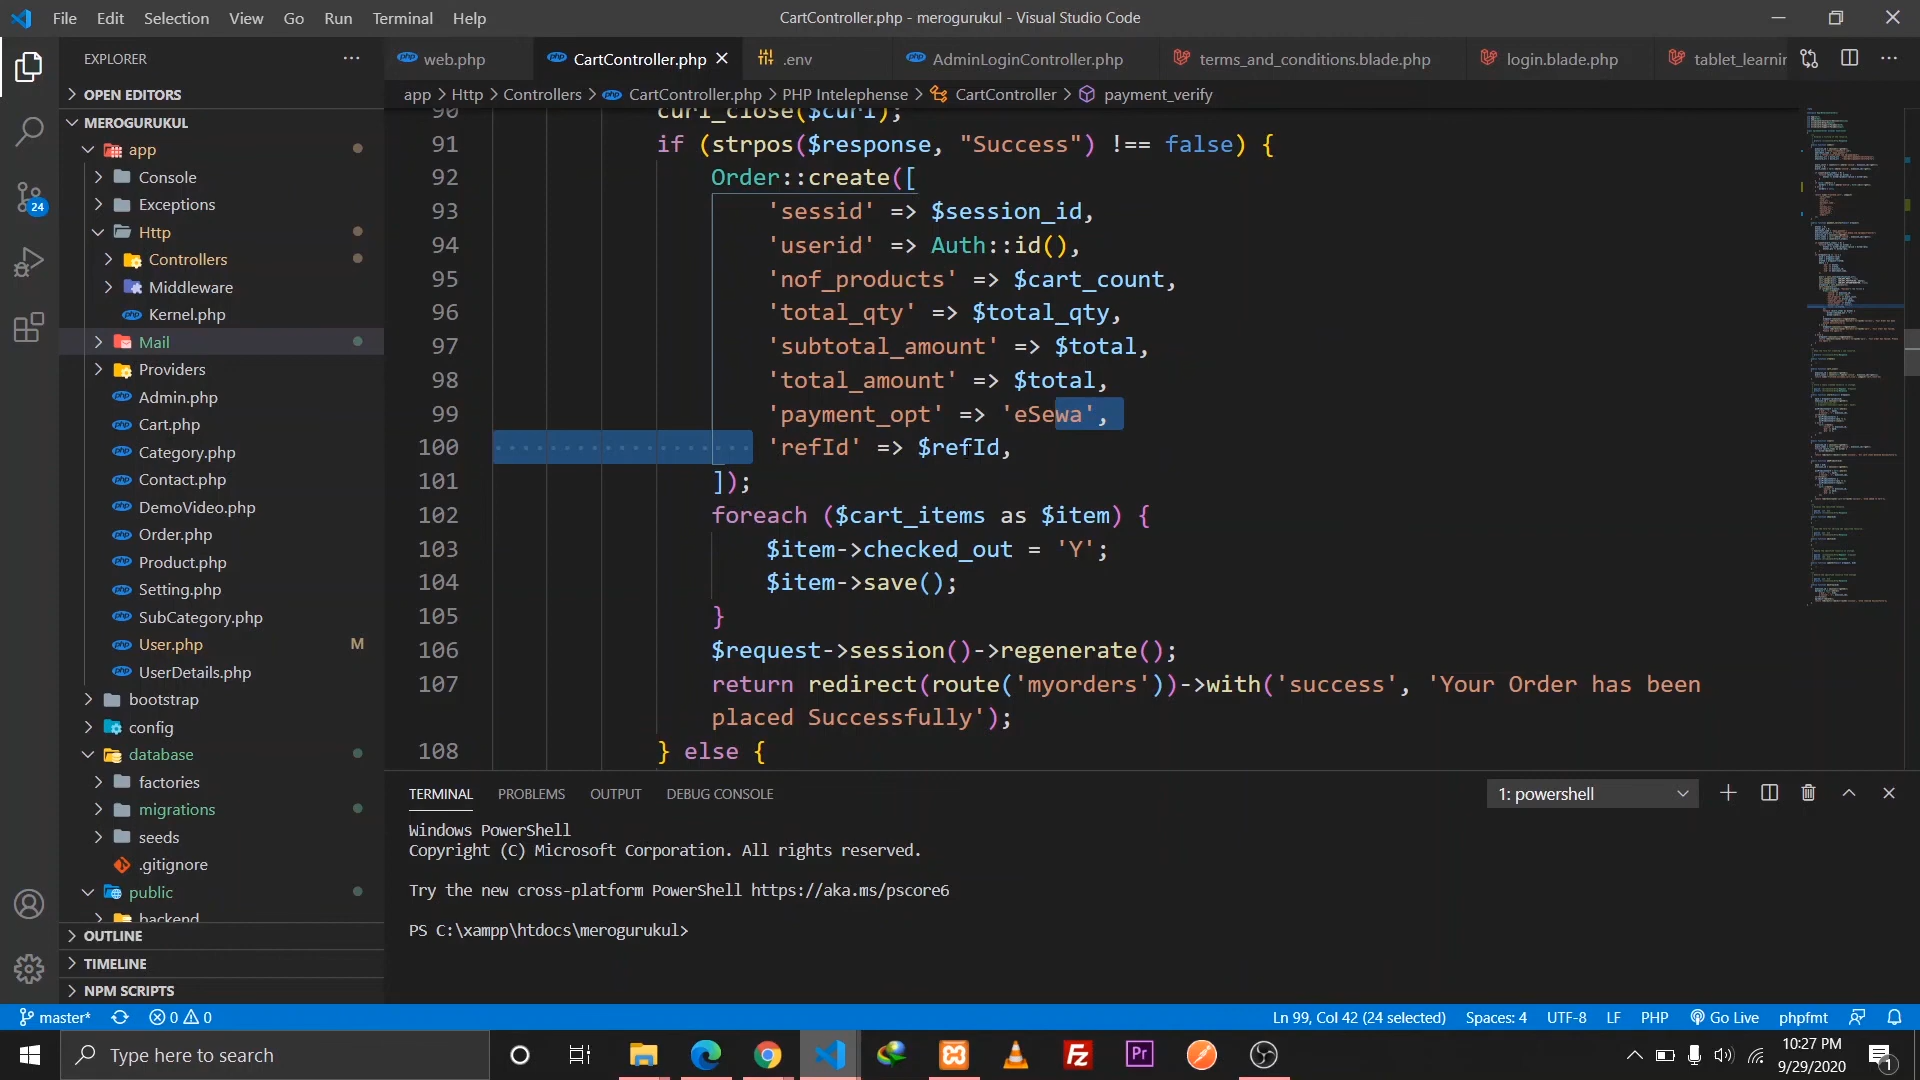 File Edit Selection View Go Run Terminal Help
CartController.php - merogurukul - Visual Studio Code
EXPLORER
web.php
CartController.php
.env
AdminLoginController.php
terms_and_conditions.blade.php
login.blade.php
tablet_learnin
app > Http > Controllers > CartController.php > PHP Intelephense > CartController > payment_verify
OPEN EDITORS
MEROGURUKUL
app
Console
Exceptions
Http
Controllers
Middleware
Kernel.php
Mail
Providers
Admin.php
Cart.php
Category.php
Contact.php
DemoVideo.php
Order.php
Product.php
Setting.php
SubCategory.php
User.php M
UserDetails.php
bootstrap
config
database
factories
migrations
seeds
.gitignore
public
backend
OUTLINE
TIMELINE
NPM SCRIPTS
24
90 curl_close($curl);
91 if (strpos($response, "Success") !== false) {
92 Order::create([
93 'sessid' => $session_id,
94 'userid' => Auth::id(),
95 'nof_products' => $cart_count,
96 'total_qty' => $total_qty,
97 'subtotal_amount' => $total,
98 'total_amount' => $total,
99 'payment_opt' => 'eSewa',
100 'refId' => $refId,
101 ]);
102 foreach ($cart_items as $item) {
103 $item->checked_out = 'Y';
104 $item->save();
105 }
106 $request->session()->regenerate();
107 return redirect(route('myorders'))->with('success', 'Your Order has been
placed Successfully');
108 } else {
TERMINAL PROBLEMS OUTPUT DEBUG CONSOLE
1: powershell
Windows PowerShell
Copyright (C) Microsoft Corporation. All rights reserved.
Try the new cross-platform PowerShell https://aka.ms/pscore6
PS C:\xampp\htdocs\merogurukul>
master* 0 0
Ln 99, Col 42 (24 selected) Spaces: 4 UTF-8 LF PHP Go Live phpfmt
Type here to search
Pr
10:27 PM
9/29/2020
1